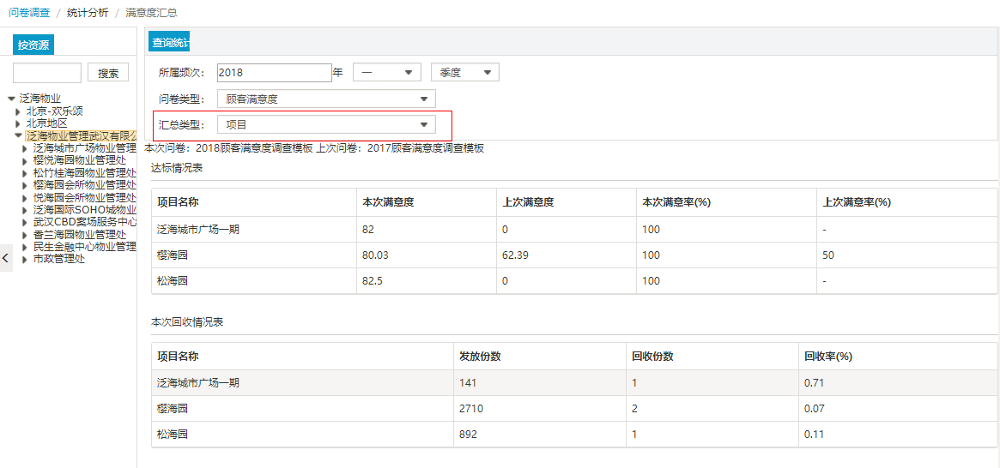 问卷调查 / 统计分析 / 满意度汇总
按资源
搜索
泛海物业
北京-欢乐颂
北京地区
泛海物业管理武汉有限公
泛海城市广场物业管理
樱悦海园物业管理处
松竹桂海园物业管理处
樱海园会所物业管理处
悦海园会所物业管理处
泛海国际SOHO城物业
武汉CBD案场服务中心
香兰海园物业管理处
民生金融中心物业管理
市政管理处
查询统计
所属频次： 2018 年 一 季度
问卷类型： 顾客满意度
汇总类型： 项目
本次问卷：2018顾客满意度调查模板 上次问卷：2017顾客满意度调查模板
达标情况表
项目名称 本次满意度 上次满意度 本次满意率(%) 上次满意率(%)
泛海城市广场一期 82 0 100 -
樱海园 80.03 62.39 100 50
松海园 82.5 0 100 -
本次回收情况表
项目名称 发放份数 回收份数 回收率(%)
泛海城市广场一期 141 1 0.71
樱海园 2710 2 0.07
松海园 892 1 0.11